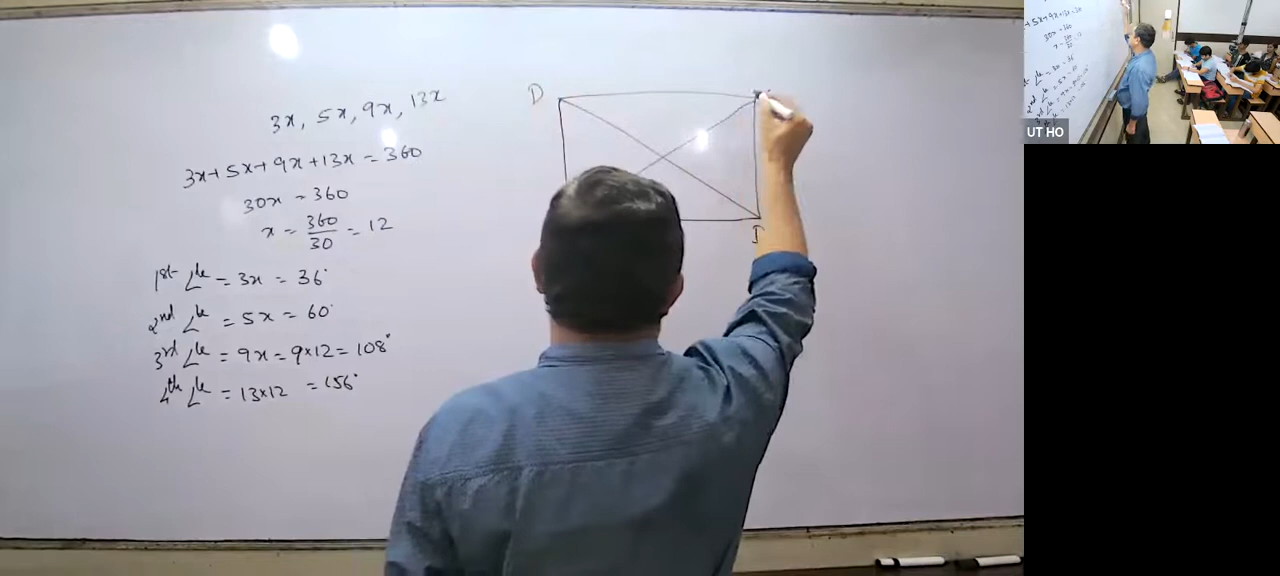 3x, 5x, 9x, 13x
3x+5x+9x+13x = 360
30x = 360
x = 360/30 = 12
1st ∠le = 3x = 36°
2nd ∠le = 5x = 60°
3rd ∠le = 9x = 9×12 = 108°
4th ∠le = 13×12 = 156°
D
UT HO